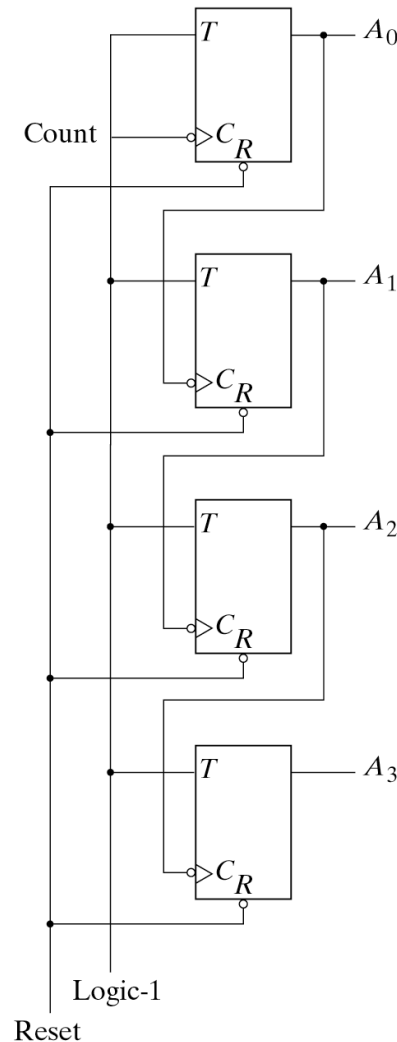 T A₀
Count C
R
T A₁
C
R
T A₂
C
R
T A₃
C
R
Logic-1
Reset